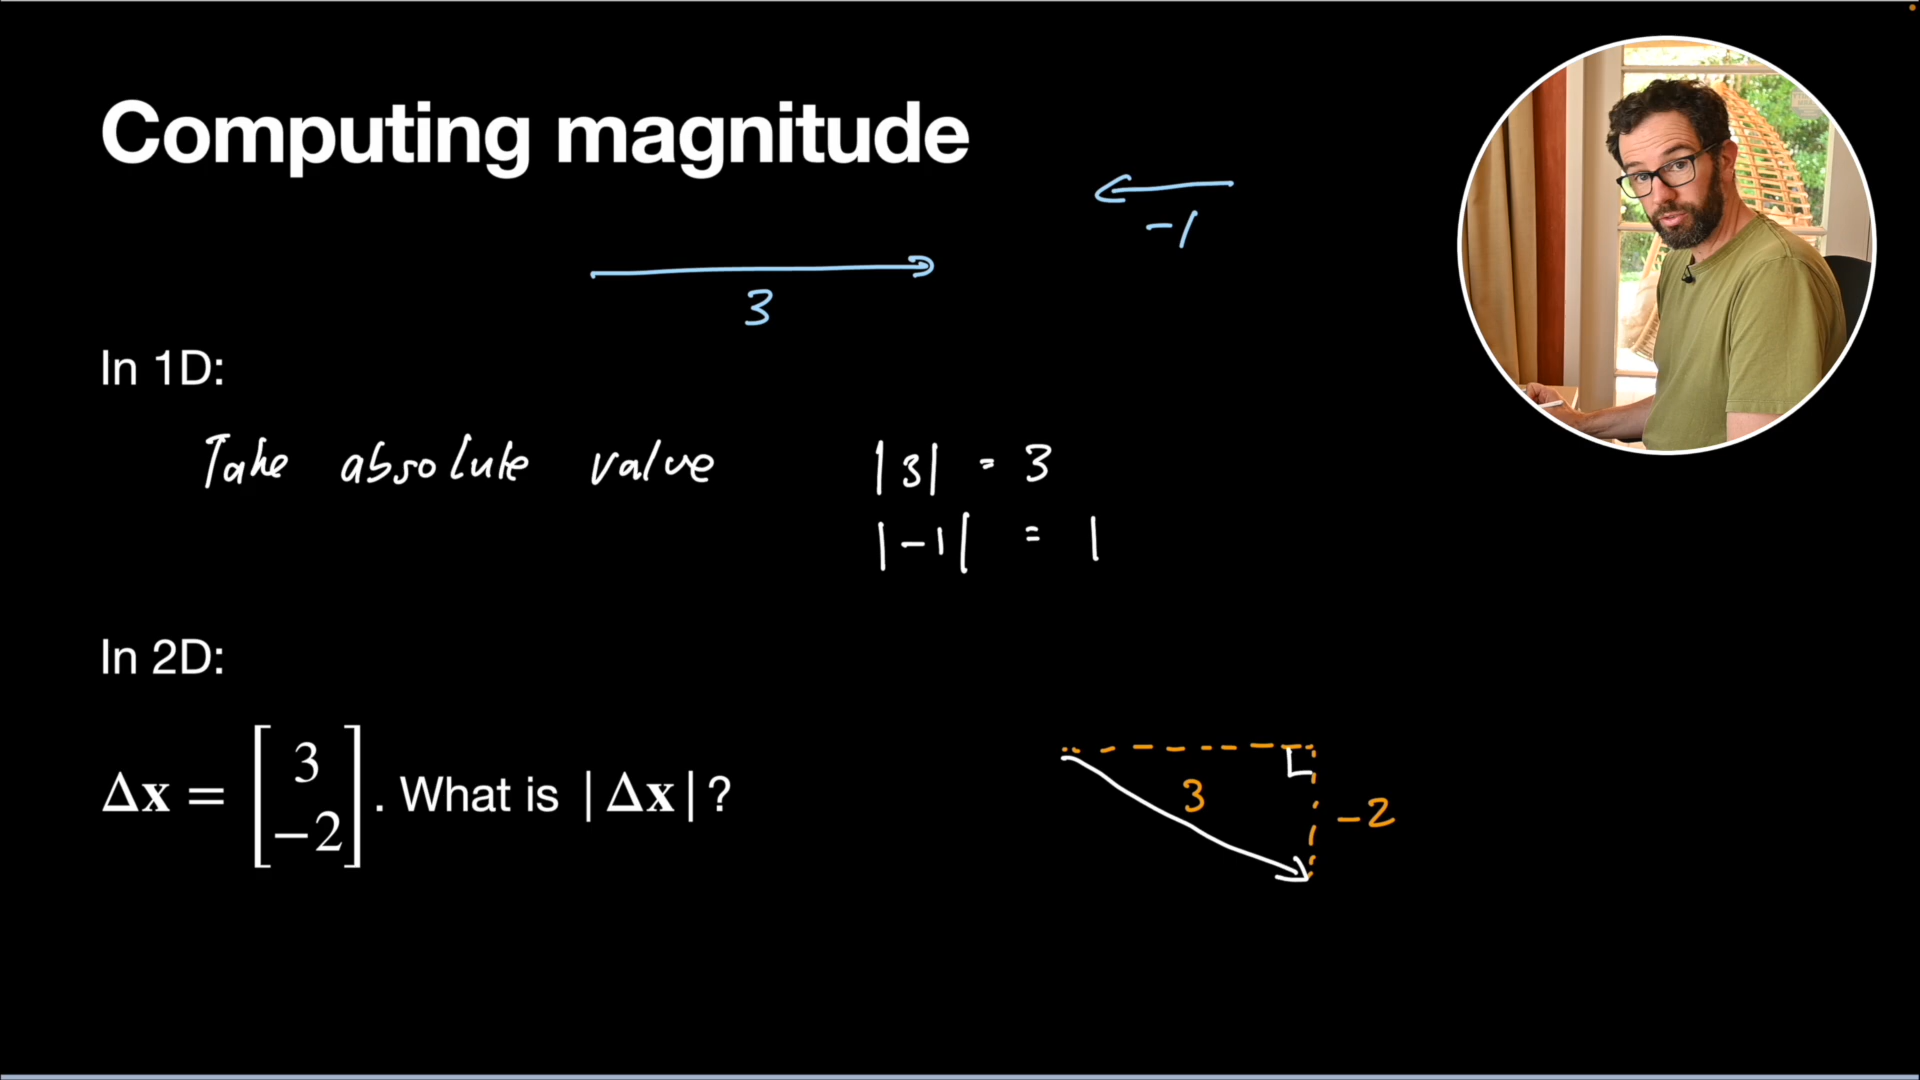 Computing magnitude
-1
3
In 1D:
Take absolute value |3| = 3
|-1| = 1
In 2D:
Δx = [3 −2]. What is |Δx|?
3
-2